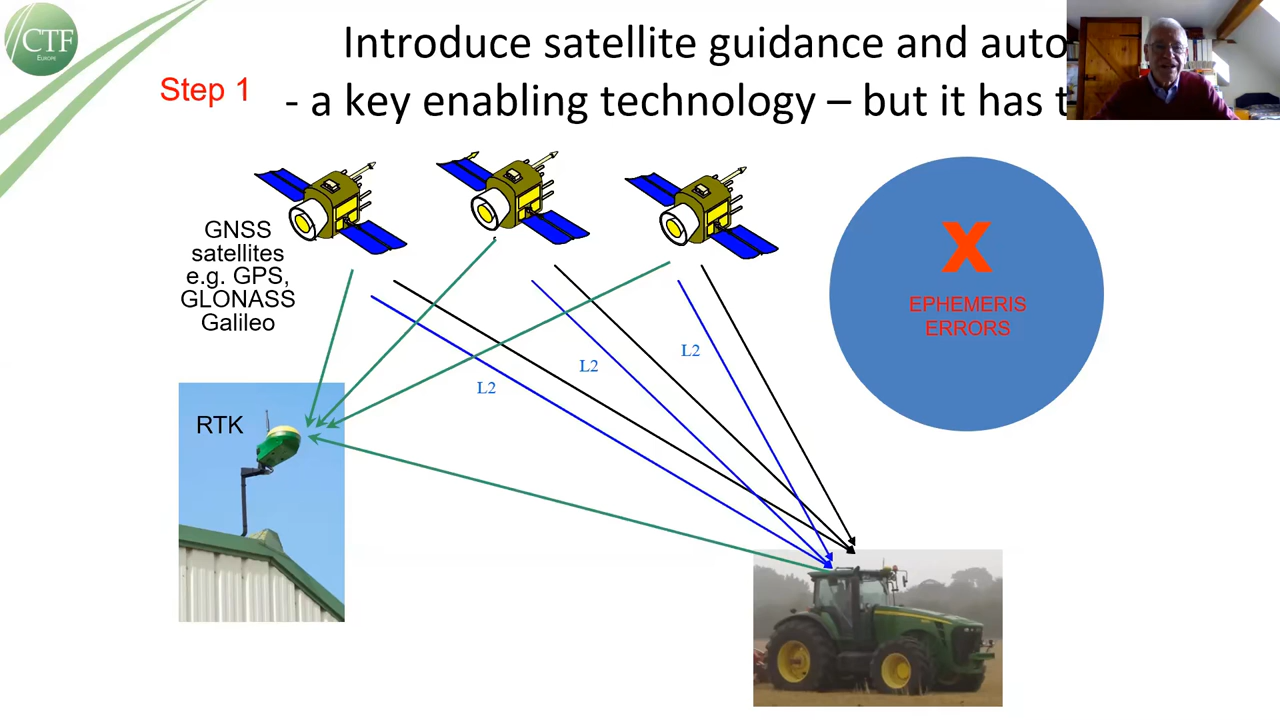 CTF
Europe
Introduce satellite guidance and auto
Step 1
- a key enabling technology – but it has t
GNSS
satellites
e.g. GPS,
GLONASS
Galileo
X
EPHEMERIS
ERRORS
L2
L2
L2
RTK